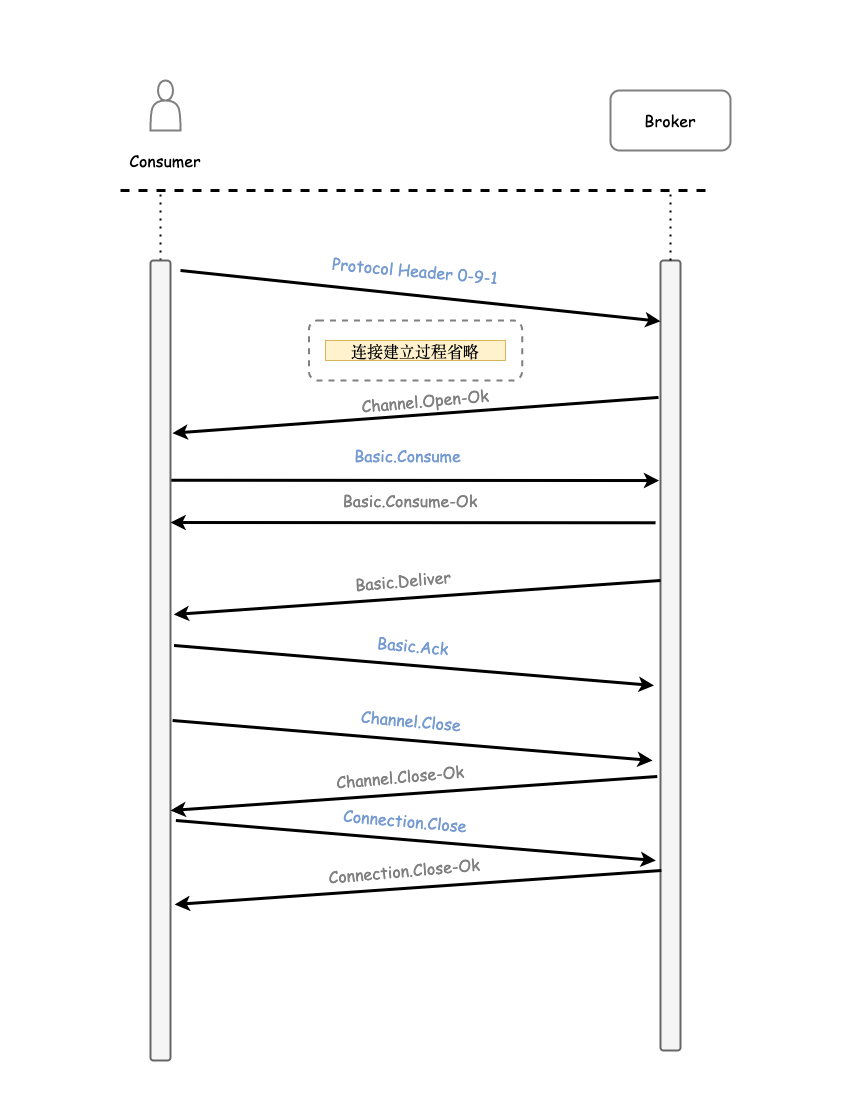 Broker
Consumer
Protocol Header 0-9-1
连接建立过程省略
Channel.Open-Ok
Basic.Consume
Basic.Consume-Ok
Basic.Deliver
Basic.Ack
Channel.Close
Channel.Close-Ok
Connection.Close
Connection.Close-Ok